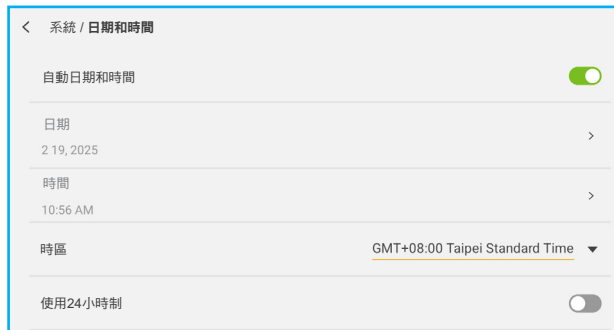 系統 / 日期和時間
自動日期和時間
日期
2 19, 2025
時間
10:56 AM
時區 GMT+08:00 Taipei Standard Time
使用24小時制